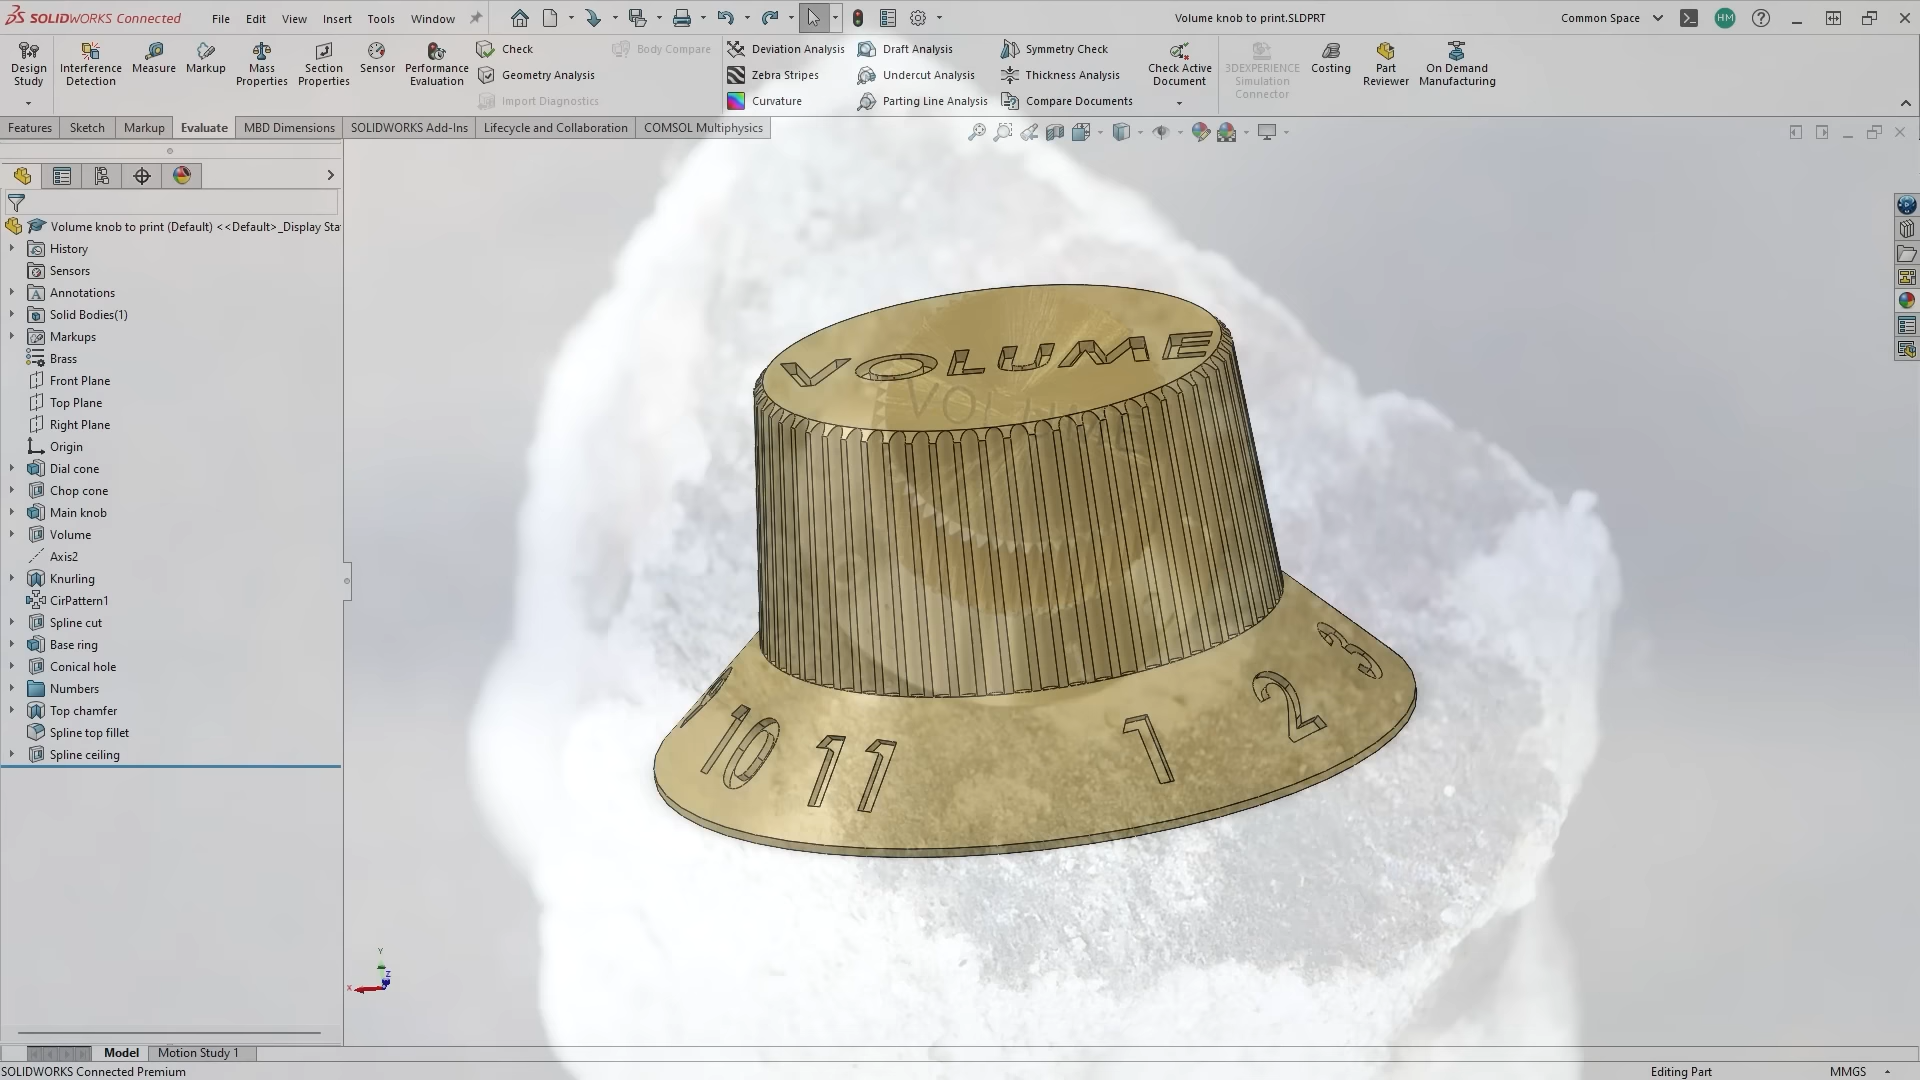 SOLIDWORKS Connected File Edit View Insert Tools Window Volume knob to print.SLDPRT Common Space HM
Design Study
Interference Detection
Measure
Markup
Mass Properties
Section Properties
Sensor
Performance Evaluation
Check
Geometry Analysis
Import Diagnostics
Body Compare
Deviation Analysis
Zebra Stripes
Curvature
Draft Analysis
Undercut Analysis
Parting Line Analysis
Symmetry Check
Thickness Analysis
Compare Documents
Check Active Document
3DEXPERIENCE Simulation Connector
Costing
Part Reviewer
On Demand Manufacturing
Features Sketch Markup Evaluate MBD Dimensions SOLIDWORKS Add-Ins Lifecycle and Collaboration COMSOL Multiphysics
Volume knob to print (Default) <<Default>_Display Sta
History
Sensors
Annotations
Solid Bodies(1)
Markups
Brass
Front Plane
Top Plane
Right Plane
Origin
Dial cone
Chop cone
Main knob
Volume
Axis2
Knurling
CirPattern1
Spline cut
Base ring
Conical hole
Numbers
Top chamfer
Spline top fillet
Spline ceiling
VOLUME
10 11 1 2 3
Y
Z
X
Model Motion Study 1
SOLIDWORKS Connected Premium Editing Part MMGS